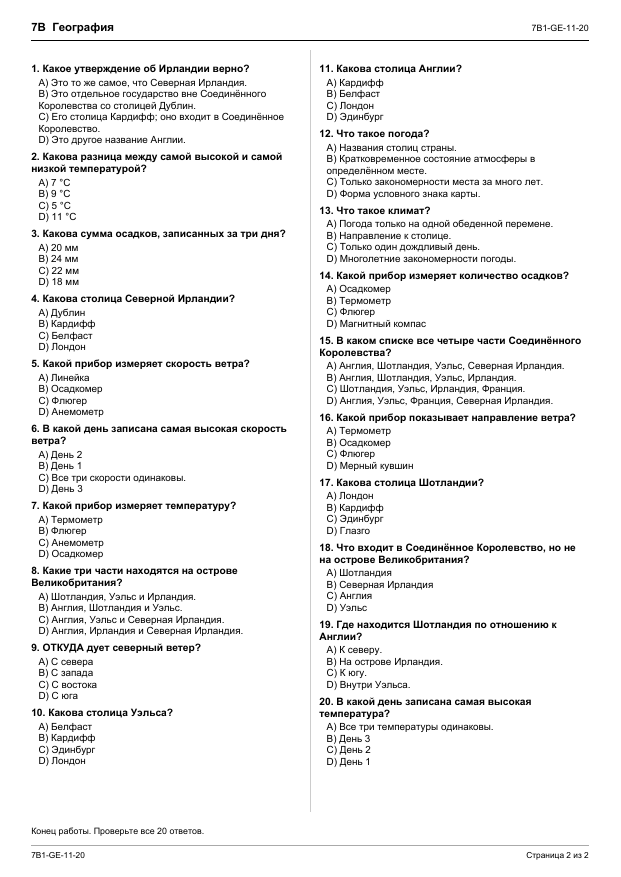 7B География
7B1-GE-11-20
1. Какое утверждение об Ирландии верно?
A) Это то же самое, что Северная Ирландия.
B) Это отдельное государство вне Соединённого
Королевства со столицей Дублин.
C) Его столица Кардифф; оно входит в Соединённое
Королевство.
D) Это другое название Англии.
2. Какова разница между самой высокой и самой
низкой температурой?
A) 7 °C
B) 9 °C
C) 5 °C
D) 11 °C
3. Какова сумма осадков, записанных за три дня?
A) 20 мм
B) 24 мм
C) 22 мм
D) 18 мм
4. Какова столица Северной Ирландии?
A) Дублин
B) Кардифф
C) Белфаст
D) Лондон
5. Какой прибор измеряет скорость ветра?
A) Линейка
B) Осадкомер
C) Флюгер
D) Анемометр
6. В какой день записана самая высокая скорость
ветра?
A) День 2
B) День 1
C) Все три скорости одинаковы.
D) День 3
7. Какой прибор измеряет температуру?
A) Термометр
B) Флюгер
C) Анемометр
D) Осадкомер
8. Какие три части находятся на острове
Великобритания?
A) Шотландия, Уэльс и Ирландия.
B) Англия, Шотландия и Уэльс.
C) Англия, Уэльс и Северная Ирландия.
D) Англия, Ирландия и Северная Ирландия.
9. ОТКУДА дует северный ветер?
A) С севера
B) С запада
C) С востока
D) С юга
10. Какова столица Уэльса?
A) Белфаст
B) Кардифф
C) Эдинбург
D) Лондон
11. Какова столица Англии?
A) Кардифф
B) Белфаст
C) Лондон
D) Эдинбург
12. Что такое погода?
A) Названия столиц страны.
B) Кратковременное состояние атмосферы в
определённом месте.
C) Только закономерности места за много лет.
D) Форма условного знака карты.
13. Что такое климат?
A) Погода только на одной обеденной перемене.
B) Направление к столице.
C) Только один дождливый день.
D) Многолетние закономерности погоды.
14. Какой прибор измеряет количество осадков?
A) Осадкомер
B) Термометр
C) Флюгер
D) Магнитный компас
15. В каком списке все четыре части Соединённого
Королевства?
A) Англия, Шотландия, Уэльс, Северная Ирландия.
B) Англия, Шотландия, Уэльс, Ирландия.
C) Шотландия, Уэльс, Ирландия, Франция.
D) Англия, Уэльс, Франция, Северная Ирландия.
16. Какой прибор показывает направление ветра?
A) Термометр
B) Осадкомер
C) Флюгер
D) Мерный кувшин
17. Какова столица Шотландии?
A) Лондон
B) Кардифф
C) Эдинбург
D) Глазго
18. Что входит в Соединённое Королевство, но не
на острове Великобритания?
A) Шотландия
B) Северная Ирландия
C) Англия
D) Уэльс
19. Где находится Шотландия по отношению к
Англии?
A) К северу.
B) На острове Ирландия.
C) К югу.
D) Внутри Уэльса.
20. В какой день записана самая высокая
температура?
A) Все три температуры одинаковы.
B) День 3
C) День 2
D) День 1
Конец работы. Проверьте все 20 ответов.
7B1-GE-11-20
Страница 2 из 2